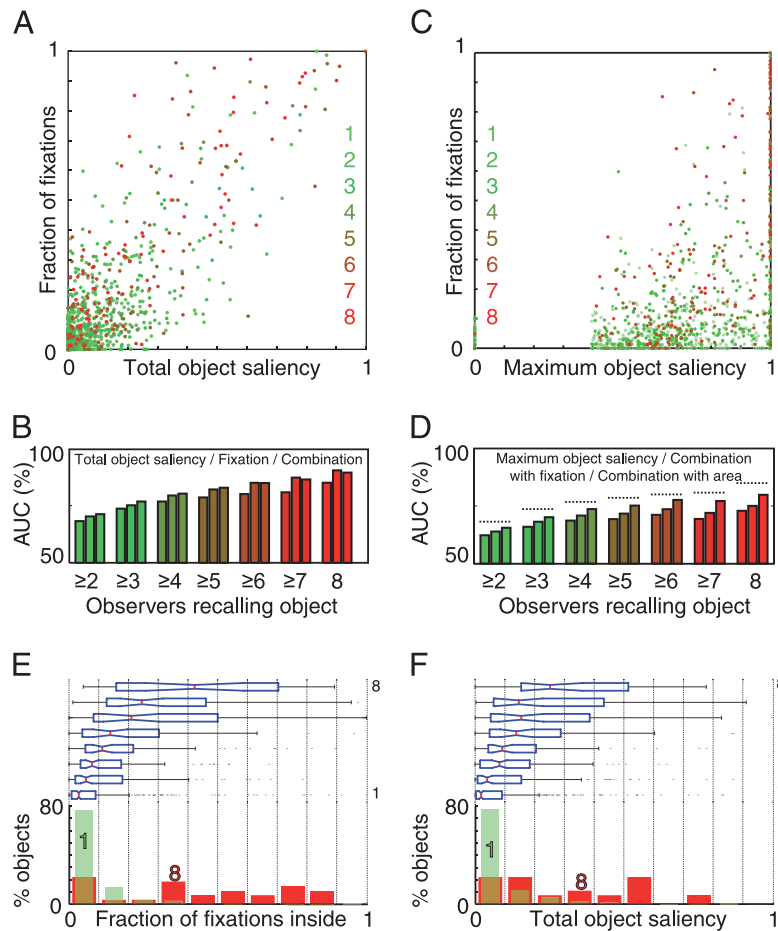 A
1
Fraction of fixations
1
2
3
4
5
6
7
8
1
0
Total object saliency
1
C
1
Fraction of fixations
1
2
3
4
5
6
7
8
0
0
Maximum object saliency
1
B
100
AUC (%)
50
Total object saliency / Fixation / Combination
≥2 ≥3 ≥4 ≥5 ≥6 ≥7 8
Observers recalling object
D
100
AUC (%)
50
Maximum object saliency / Combination
with fixation / Combination with area
≥2 ≥3 ≥4 ≥5 ≥6 ≥7 8
Observers recalling object
E
8
1
80
% objects
0
1
8
0
Fraction of fixations inside
1
F
80
% objects
0
1
8
0
Total object saliency
1